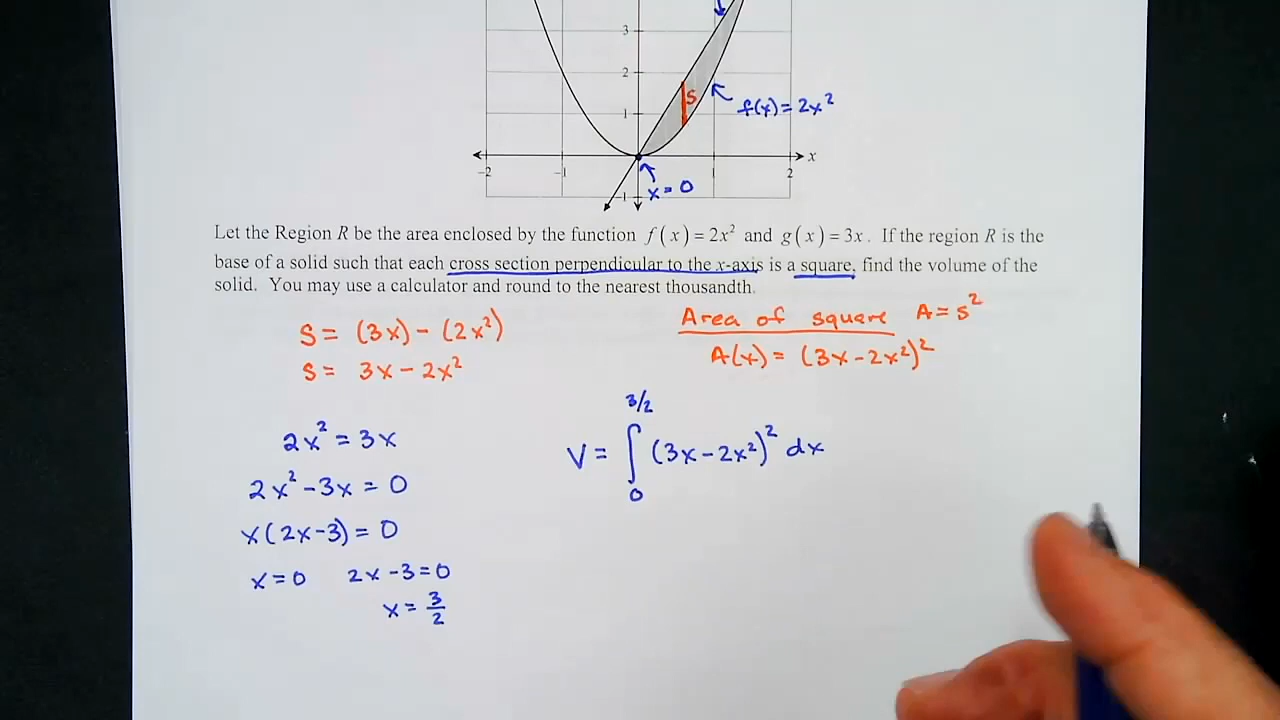 3
2
1
S
f(x) = 2x²
x
-2
-1
1
2
x = 0
-1
Let the Region R be the area enclosed by the function f(x) = 2x² and g(x) = 3x. If the region R is the
base of a solid such that each cross section perpendicular to the x-axis is a square, find the volume of the
solid. You may use a calculator and round to the nearest thousandth.
S = (3x) - (2x²)
S = 3x - 2x²
Area of square A = s²
A(x) = (3x - 2x²)²
2x² = 3x
2x² - 3x = 0
x(2x-3) = 0
x = 0 2x - 3 = 0
x = 3/2
V = ∫₀^{3/2} (3x - 2x²)² dx